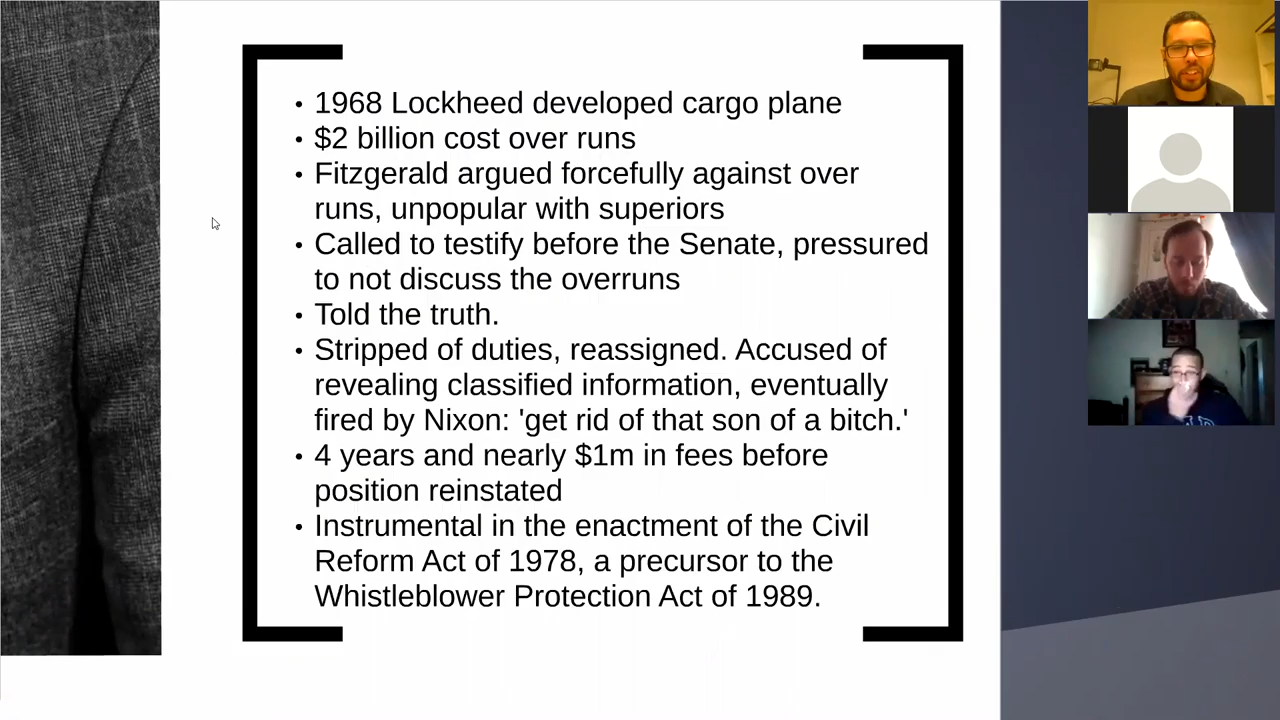 • 1968 Lockheed developed cargo plane
• $2 billion cost over runs
• Fitzgerald argued forcefully against over
runs, unpopular with superiors
• Called to testify before the Senate, pressured
to not discuss the overruns
• Told the truth.
• Stripped of duties, reassigned. Accused of
revealing classified information, eventually
fired by Nixon: 'get rid of that son of a bitch.'
• 4 years and nearly $1m in fees before
position reinstated
• Instrumental in the enactment of the Civil
Reform Act of 1978, a precursor to the
Whistleblower Protection Act of 1989.